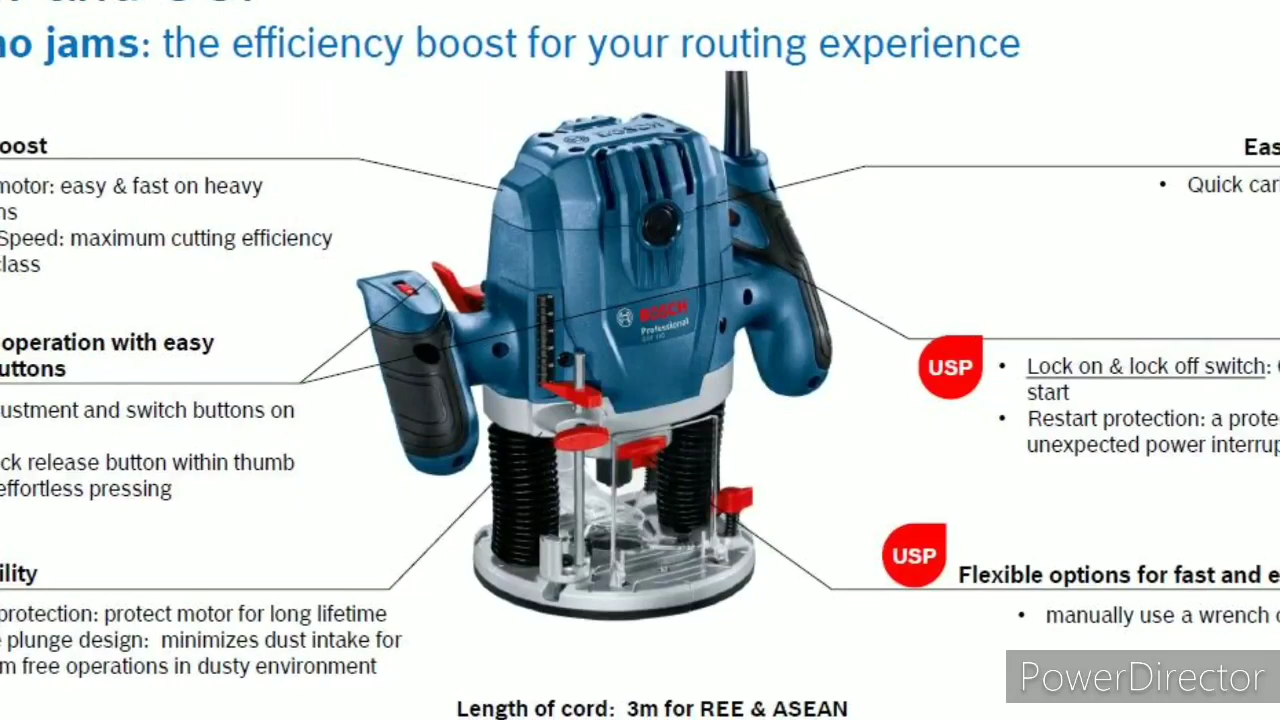 no jams: the efficiency boost for your routing experience
oost
motor: easy & fast on heavy
ns
Speed: maximum cutting efficiency
class
operation with easy
uttons
ustment and switch buttons on
ck release button within thumb
effortless pressing
ility
protection: protect motor for long lifetime
e plunge design: minimizes dust intake for
m free operations in dusty environment
BOSCH
BOSCH
Professional
Eas
• Quick car
USP
• Lock on & lock off switch:
start
• Restart protection: a prote
unexpected power interrup
USP
Flexible options for fast and e
• manually use a wrench o
Length of cord: 3m for REE & ASEAN
PowerDirector